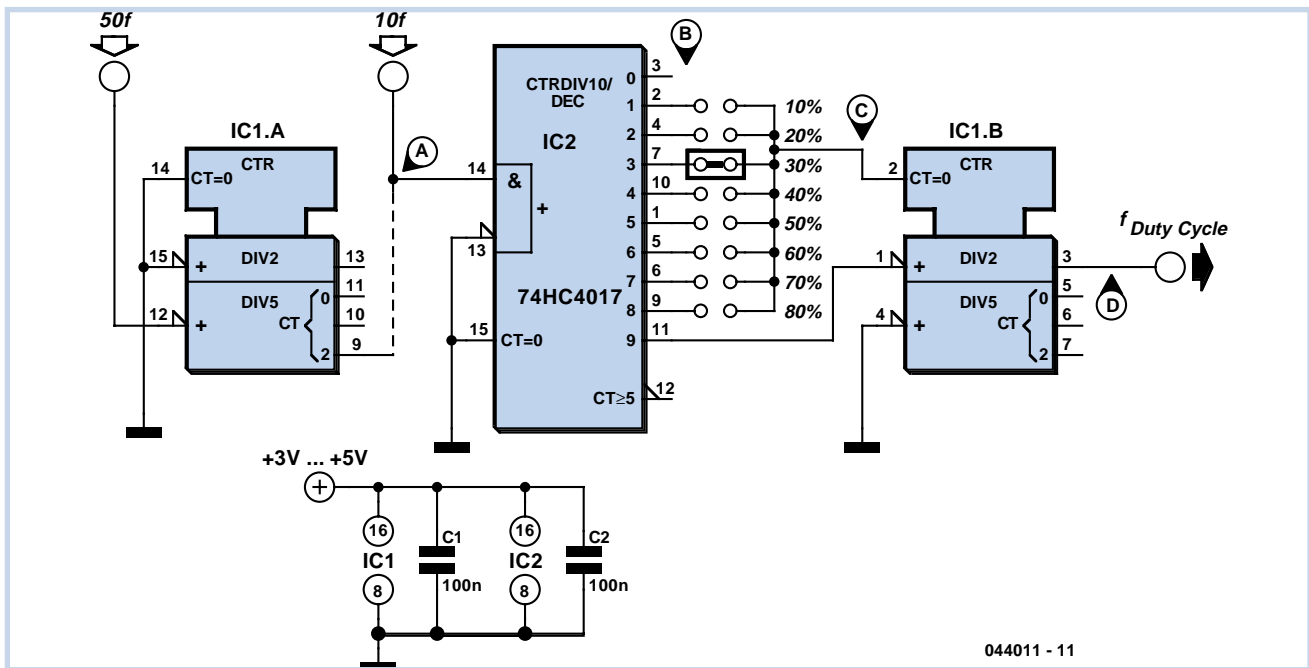 50f
10f
B
CTRDIV10/
DEC
IC2
&
+
74HC4017
CT=0
CT≥5
14
13
15
0 3
1 2 10%
2 4 20%
3 7 30%
4 10 40%
5 1 50%
6 5 60%
7 6 70%
8 9 80%
9 11
12
A
C
IC1.A
CTR
14 CT=0
15 + DIV2 13
DIV5 11
12 + CT 0 10
2 9
IC1.B
CTR
2 CT=0
1 + DIV2 3
DIV5 5
4 + CT 0 6
2 7
D
f Duty Cycle
+3V ... +5V
+
16
IC1
8
C1
100n
16
IC2
8
C2
100n
044011 - 11